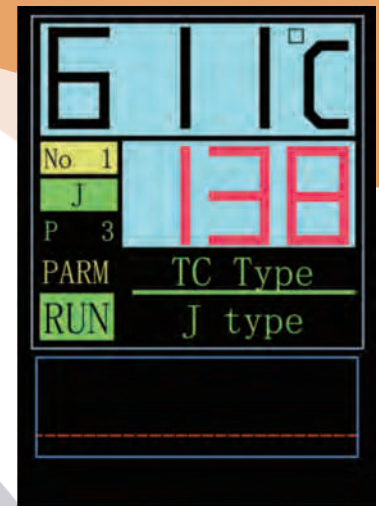 611°C
138
No 1
J
P 3
PARM TC Type
RUN J type